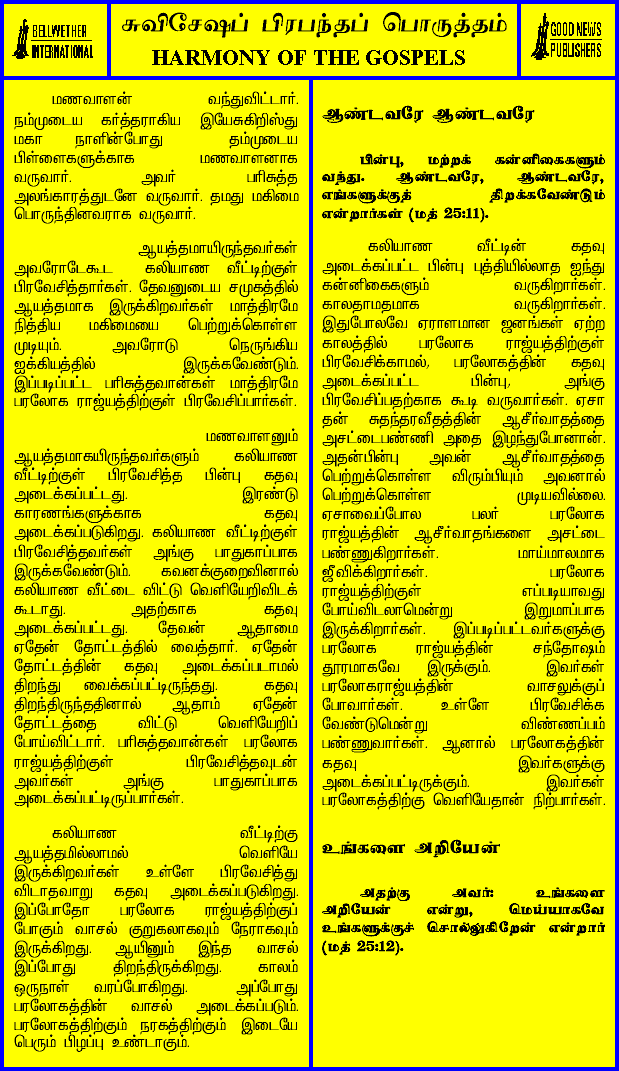 BELLWETHER
INTERNATIONAL
சுவிசேஷப் பிரபந்தப் பொருத்தம்
HARMONY OF THE GOSPELS
GOOD NEWS
PUBLISHERS
மணவாளன் வந்துவிட்டார்.
நம்முடைய கர்த்தராகிய இயேசுகிறிஸ்து
மகா நாளின்போது தம்முடைய
பிள்ளைகளுக்காக மணவாளனாக
வருவார். அவர் பரிசுத்த
அலங்காரத்துடனே வருவார். தமது மகிமை
பொருந்தினவராக வருவார்.
ஆயத்தமாயிருந்தவர்கள்
அவரோடேகூட கலியாண வீட்டிற்குள்
பிரவேசித்தார்கள். தேவனுடைய சமுகத்தில்
ஆயத்தமாக இருக்கிறவர்கள் மாத்திரமே
நித்திய மகிமையை பெற்றுக்கொள்ள
முடியும். அவரோடு நெருங்கிய
ஐக்கியத்தில் இருக்கவேண்டும்.
இப்படிப்பட்ட பரிசுத்தவான்கள் மாத்திரமே
பரலோக ராஜ்யத்திற்குள் பிரவேசிப்பார்கள்.
மணவாளனும்
ஆயத்தமாகயிருந்தவர்களும் கலியாண
வீட்டிற்குள் பிரவேசித்த பின்பு கதவு
அடைக்கப்பட்டது. இரண்டு
காரணங்களுக்காக கதவு
அடைக்கப்படுகிறது. கலியாண வீட்டிற்குள்
பிரவேசித்தவர்கள் அங்கு பாதுகாப்பாக
இருக்கவேண்டும். கவனக்குறைவினால்
கலியாண வீட்டை விட்டு வெளியேறிவிடக்
கூடாது. அதற்காக கதவு
அடைக்கப்பட்டது. தேவன் ஆதாமை
ஏதேன் தோட்டத்தில் வைத்தார். ஏதேன்
தோட்டத்தின் கதவு அடைக்கப்படாமல்
திறந்து வைக்கப்பட்டிருந்தது. கதவு
திறந்திருந்ததினால் ஆதாம் ஏதேன்
தோட்டத்தை விட்டு வெளியேறிப்
போய்விட்டார். பரிசுத்தவான்கள் பரலோக
ராஜ்யத்திற்குள் பிரவேசித்தவுடன்
அவர்கள் அங்கு பாதுகாப்பாக
அடைக்கப்பட்டிருப்பார்கள்.
கலியாண வீட்டிற்கு
ஆயத்தமில்லாமல் வெளியே
இருக்கிறவர்கள் உள்ளே பிரவேசித்து
விடாதவாறு கதவு அடைக்கப்படுகிறது.
இப்போதோ பரலோக ராஜ்யத்திற்குப்
போகும் வாசல் குறுகலாகவும் நேராகவும்
இருக்கிறது. ஆயினும் இந்த வாசல்
இப்போது திறந்திருக்கிறது. காலம்
ஒருநாள் வரப்போகிறது. அப்போது
பரலோகத்தின் வாசல் அடைக்கப்படும்.
பரலோகத்திற்கும் நரகத்திற்கும் இடையே
பெரும் பிழப்பு உண்டாகும்.
ஆண்டவரே ஆண்டவரே
பின்பு, மற்றக் கன்னிகைகளும்
வந்து. ஆண்டவரே, ஆண்டவரே,
எங்களுக்குத் திறக்கவேண்டும்
என்றார்கள் (மத் 25:11).
கலியாண வீட்டின் கதவு
அடைக்கப்பட்ட பின்பு புத்தியில்லாத ஐந்து
கன்னிகைகளும் வருகிறார்கள்.
காலதாமதமாக வருகிறார்கள்.
இதுபோலவே ஏராளமான ஜனங்கள் ஏற்ற
காலத்தில் பரலோக ராஜ்யத்திற்குள்
பிரவேசிக்காமல், பரலோகத்தின் கதவு
அடைக்கப்பட்ட பின்பு, அங்கு
பிரவேசிப்பதற்காக கூடி வருவார்கள். ஏசா
தன் சுதந்தரவீதத்தின் ஆசீர்வாதத்தை
அசட்டைபண்ணி அதை இழந்துபோனான்.
அதன்பின்பு அவன் ஆசீர்வாதத்தை
பெற்றுக்கொள்ள விரும்பியும் அவனால்
பெற்றுக்கொள்ள முடியவில்லை.
ஏசாவைப்போல பலர் பரலோக
ராஜ்யத்தின் ஆசீர்வாதங்களை அசட்டை
பண்ணுகிறார்கள். மாய்மாலமாக
ஜீவிக்கிறார்கள். பரலோக
ராஜ்யத்திற்குள் எப்படியாவது
போய்விடலாமென்று இறுமாப்பாக
இருக்கிறார்கள். இப்படிப்பட்டவர்களுக்கு
பரலோக ராஜ்யத்தின் சந்தோஷம்
தூரமாகவே இருக்கும். இவர்கள்
பரலோகராஜ்யத்தின் வாசலுக்குப்
போவார்கள். உள்ளே பிரவேசிக்க
வேண்டுமென்று விண்ணப்பம்
பண்ணுவார்கள். ஆனால் பரலோகத்தின்
கதவு இவர்களுக்கு
அடைக்கப்பட்டிருக்கும். இவர்கள்
பரலோகத்திற்கு வெளியேதான் நிற்பார்கள்.
உங்களை அறியேன்
அதற்கு அவர்: உங்களை
அறியேன் என்று, மெய்யாகவே
உங்களுக்குச் சொல்லுகிறேன் என்றார்
(மத் 25:12).